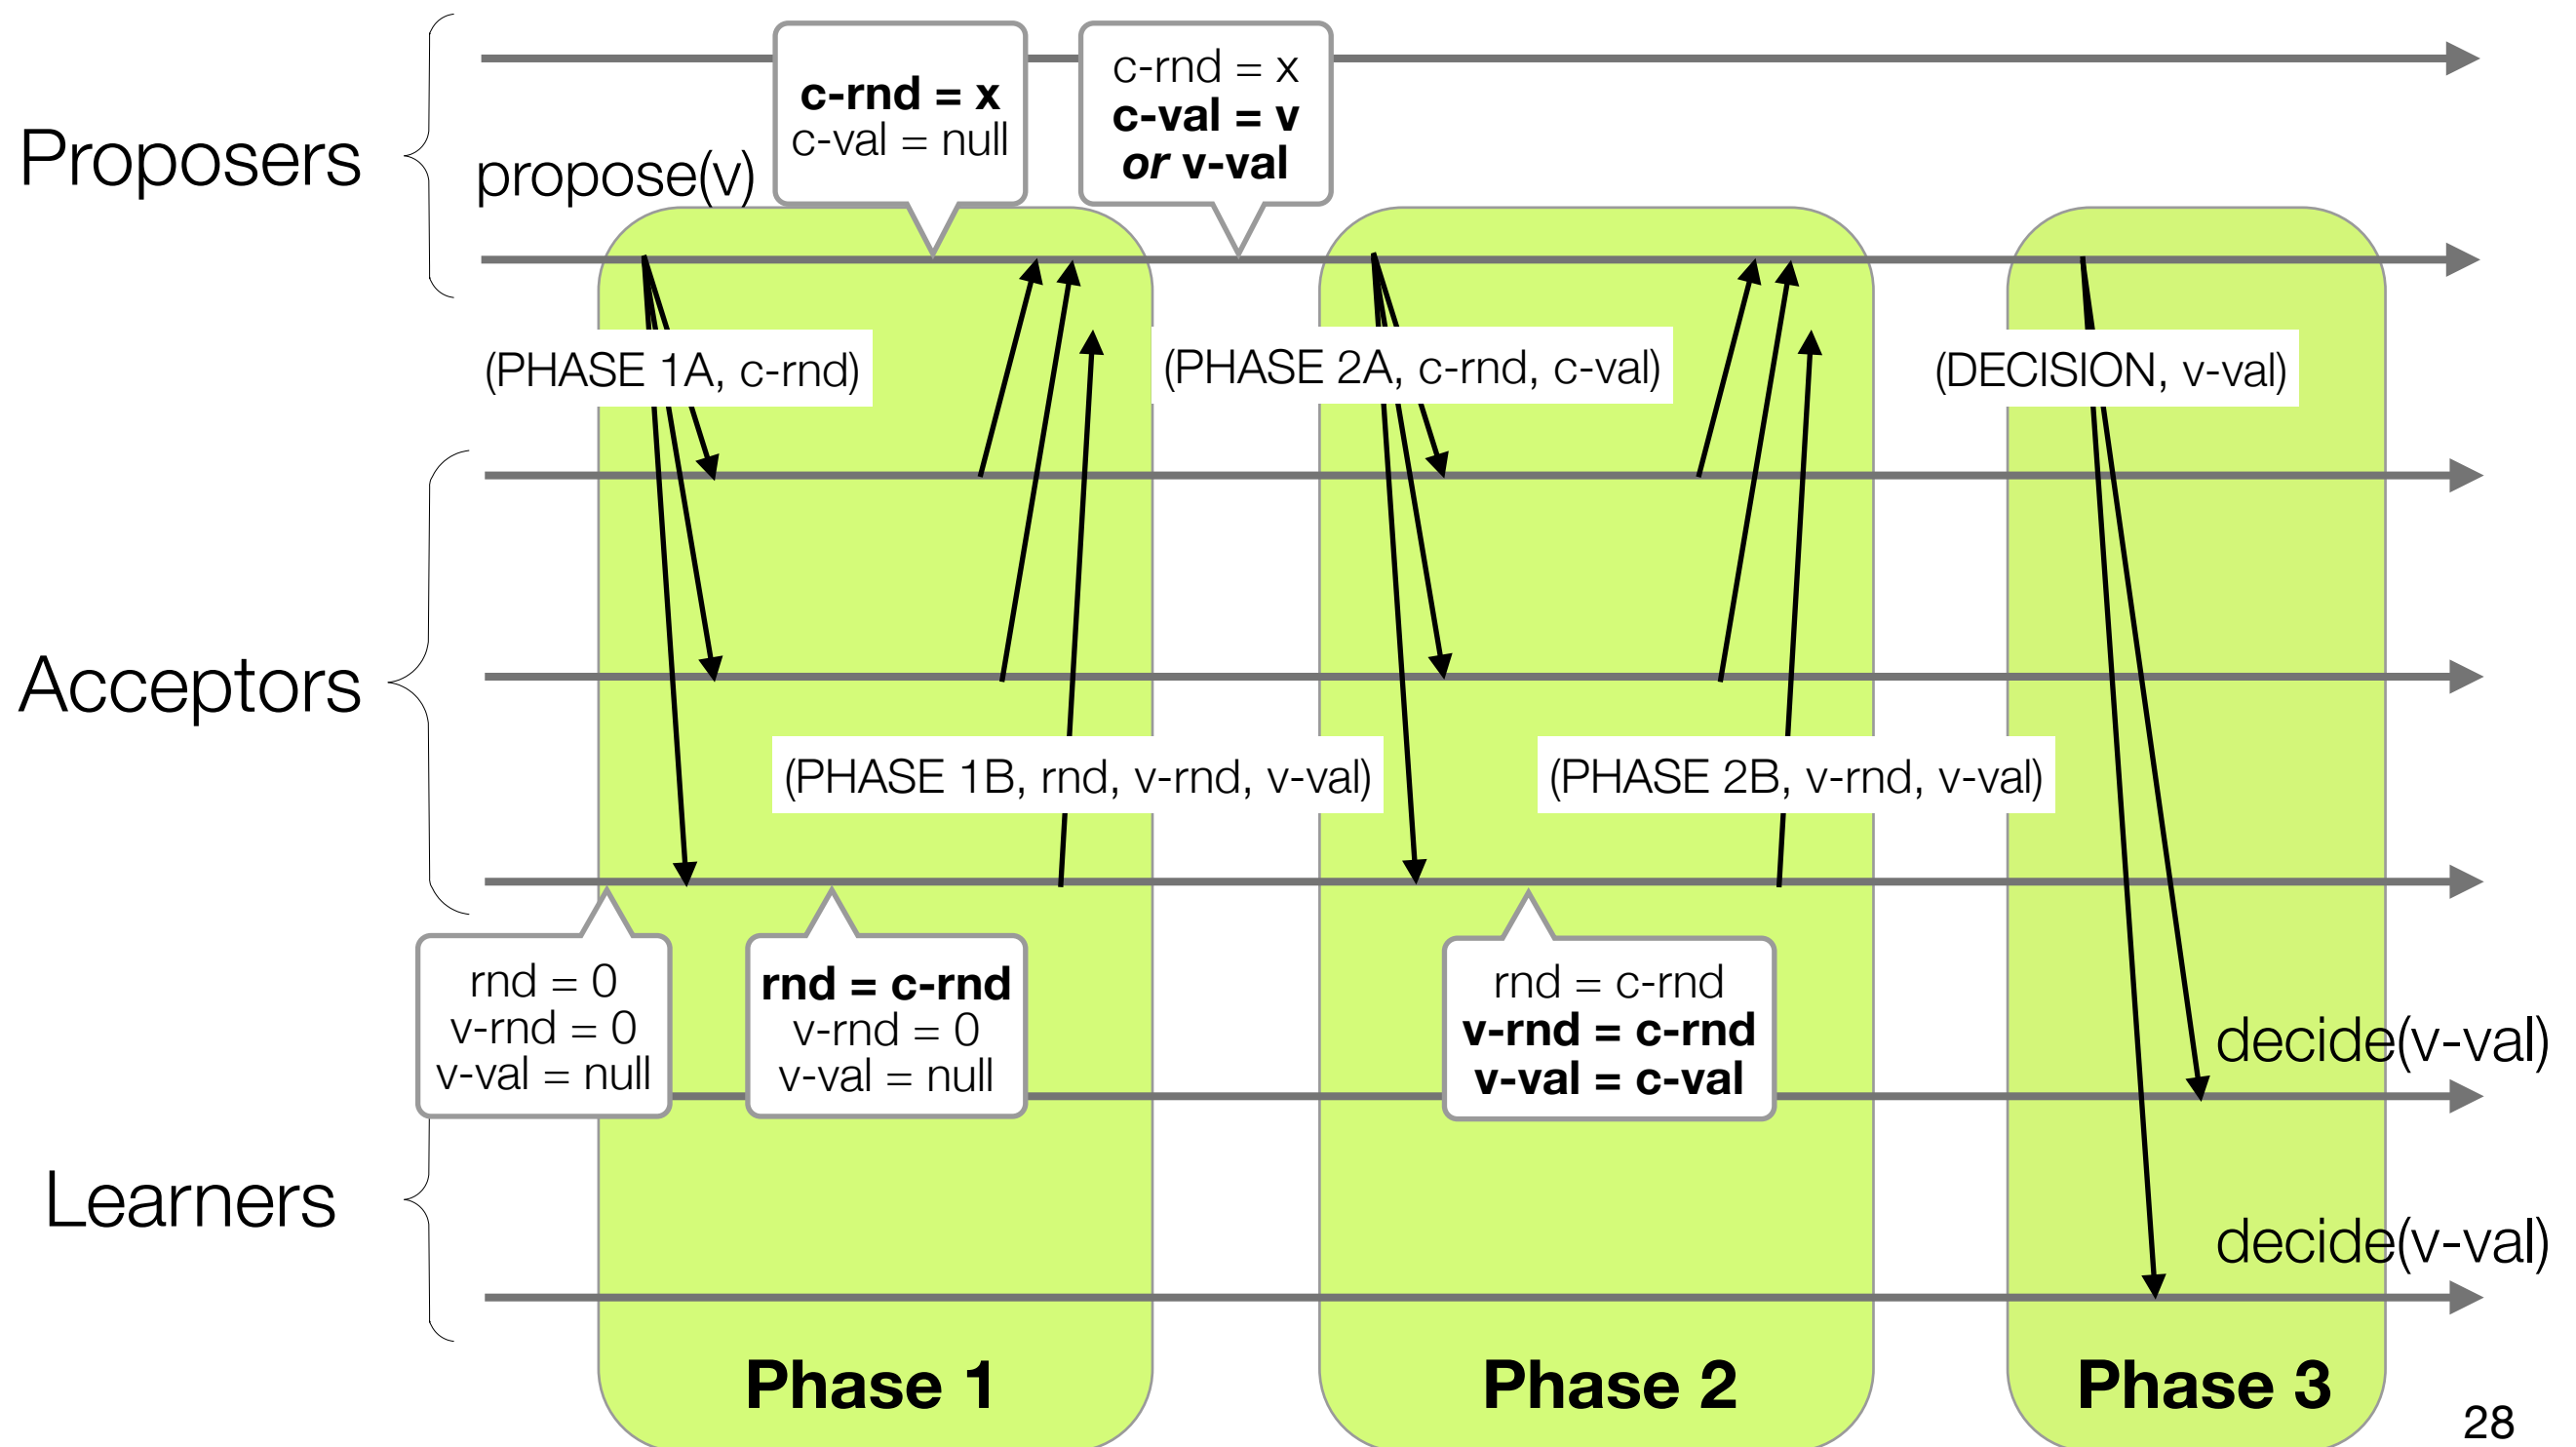 c-rnd = x
c-val = null
c-rnd = x
c-val = v
or v-val
Proposers
propose(v)
(PHASE 1A, c-rnd)
(PHASE 2A, c-rnd, c-val)
(DECISION, v-val)
Acceptors
(PHASE 1B, rnd, v-rnd, v-val)
(PHASE 2B, v-rnd, v-val)
rnd = 0
v-rnd = 0
v-val = null
rnd = c-rnd
v-rnd = 0
v-val = null
rnd = c-rnd
v-rnd = c-rnd
v-val = c-val
decide(v-val)
Learners
decide(v-val)
Phase 1
Phase 2
Phase 3
28